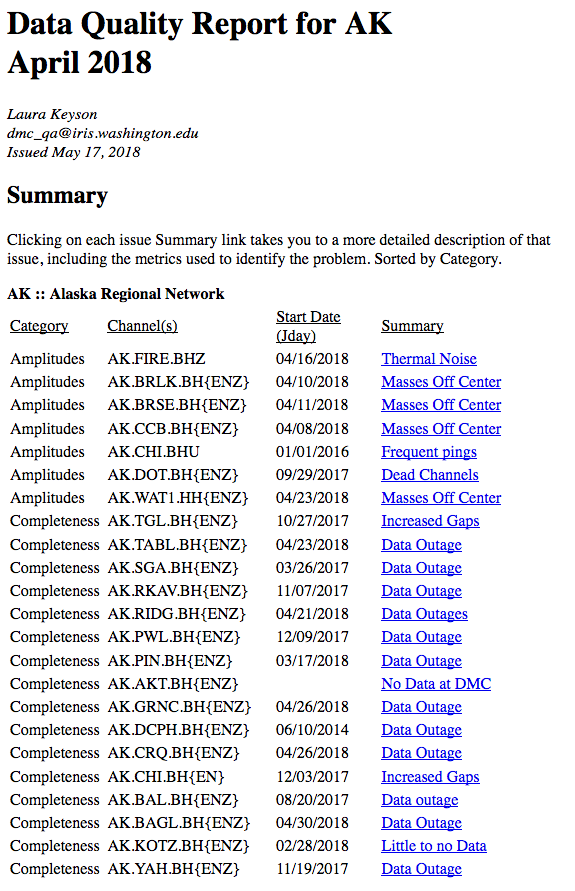 Data Quality Report for AK
April 2018
Laura Keyson
dmc_qa@iris.washington.edu
Issued May 17, 2018
Summary
Clicking on each issue Summary link takes you to a more detailed description of that
issue, including the metrics used to identify the problem. Sorted by Category.
AK :: Alaska Regional Network
Category Channel(s) Start Date (Jday) Summary
Amplitudes AK.FIRE.BHZ 04/16/2018 Thermal Noise
Amplitudes AK.BRLK.BH{ENZ} 04/10/2018 Masses Off Center
Amplitudes AK.BRSE.BH{ENZ} 04/11/2018 Masses Off Center
Amplitudes AK.CCB.BH{ENZ} 04/08/2018 Masses Off Center
Amplitudes AK.CHI.BHU 01/01/2016 Frequent pings
Amplitudes AK.DOT.BH{ENZ} 09/29/2017 Dead Channels
Amplitudes AK.WAT1.HH{ENZ} 04/23/2018 Masses Off Center
Completeness AK.TGL.BH{ENZ} 10/27/2017 Increased Gaps
Completeness AK.TABL.BH{ENZ} 04/23/2018 Data Outage
Completeness AK.SGA.BH{ENZ} 03/26/2017 Data Outage
Completeness AK.RKAV.BH{ENZ} 11/07/2017 Data Outage
Completeness AK.RIDG.BH{ENZ} 04/21/2018 Data Outages
Completeness AK.PWL.BH{ENZ} 12/09/2017 Data Outage
Completeness AK.PIN.BH{ENZ} 03/17/2018 Data Outage
Completeness AK.AKT.BH{ENZ} No Data at DMC
Completeness AK.GRNC.BH{ENZ} 04/26/2018 Data Outage
Completeness AK.DCPH.BH{ENZ} 06/10/2014 Data Outage
Completeness AK.CRQ.BH{ENZ} 04/26/2018 Data Outage
Completeness AK.CHI.BH{EN} 12/03/2017 Increased Gaps
Completeness AK.BAL.BH{ENZ} 08/20/2017 Data outage
Completeness AK.BAGL.BH{ENZ} 04/30/2018 Data Outage
Completeness AK.KOTZ.BH{ENZ} 02/28/2018 Little to no Data
Completeness AK.YAH.BH{ENZ} 11/19/2017 Data Outage